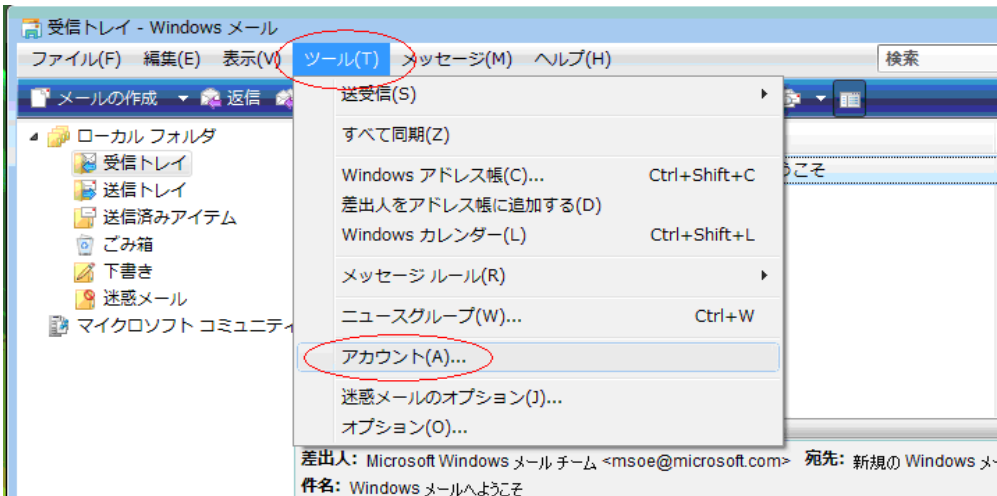 受信トレイ - Windows メール
ファイル(F) 編集(E) 表示(V) ツール(T) メッセージ(M) ヘルプ(H) 検索
メールの作成 返信
送受信(S)
すべて同期(Z)
Windows アドレス帳(C)... Ctrl+Shift+C
差出人をアドレス帳に追加する(D)
Windows カレンダー(L) Ctrl+Shift+L
メッセージ ルール(R)
ニュースグループ(W)... Ctrl+W
アカウント(A)...
迷惑メールのオプション(J)...
オプション(O)...
ローカル フォルダ
受信トレイ
送信トレイ
送信済みアイテム
ごみ箱
下書き
迷惑メール
マイクロソフト コミュニティ
うこそ
差出人: Microsoft Windows メール チーム <msoe@microsoft.com> 宛先: 新規の Windows メ
件名: Windows メールへようこそ